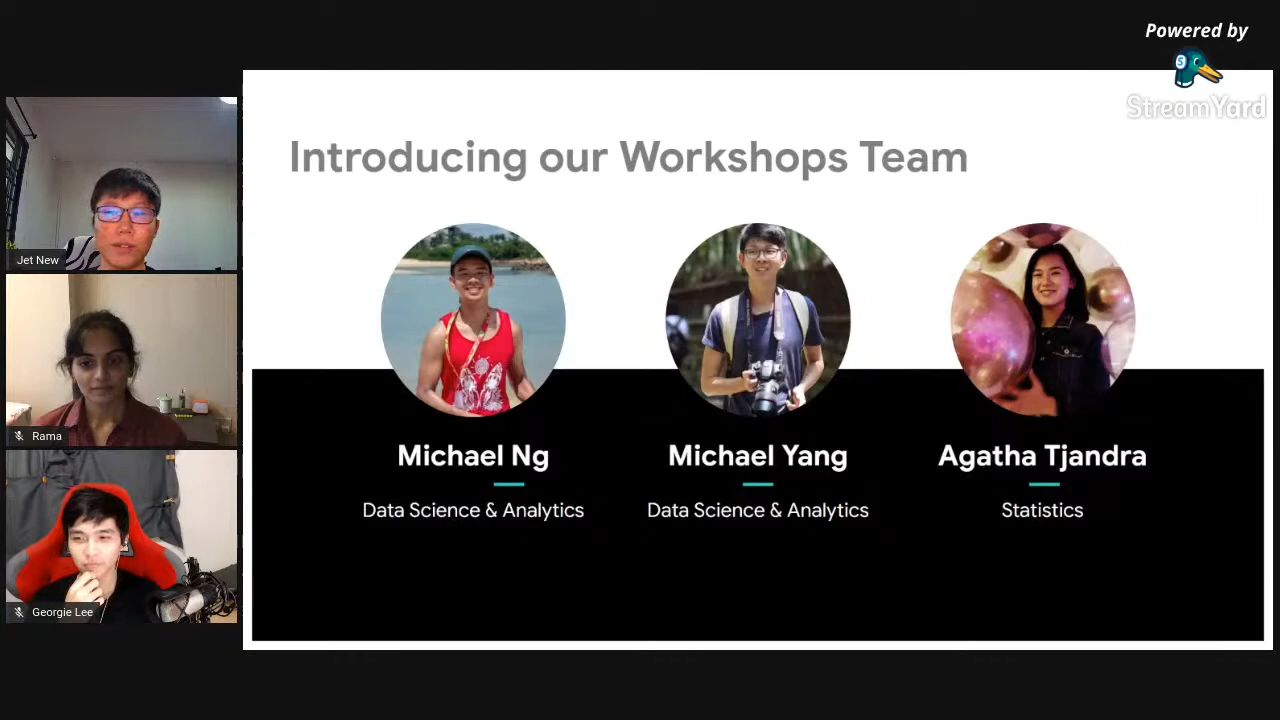 Powered by
S
StreamYard
Introducing our Workshops Team
Jet New
Rama
Georgie Lee
Michael Ng
Data Science & Analytics
Michael Yang
Data Science & Analytics
Agatha Tjandra
Statistics